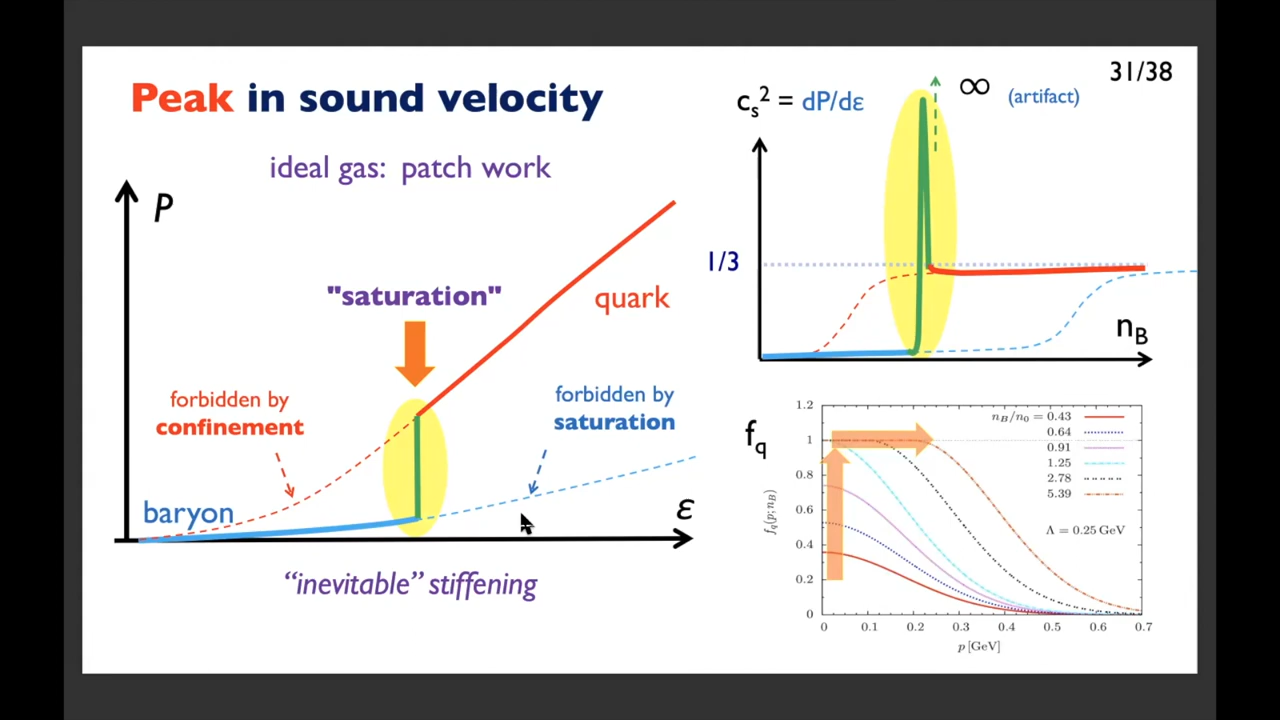 31/38
Peak in sound velocity
ideal gas: patch work
P
"saturation"
quark
forbidden by
confinement
forbidden by
saturation
baryon
ε
“inevitable” stiffening
cs² = dP/dε
∞
(artifact)
1/3
nB
fq
1.2
1
0.8
0.6
0.4
0.2
0
fq(p;nB)
nB/n0 = 0.43
0.64
0.91
1.25
2.78
5.39
Λ = 0.25 GeV
0 0.1 0.2 0.3 0.4 0.5 0.6 0.7
p [GeV]